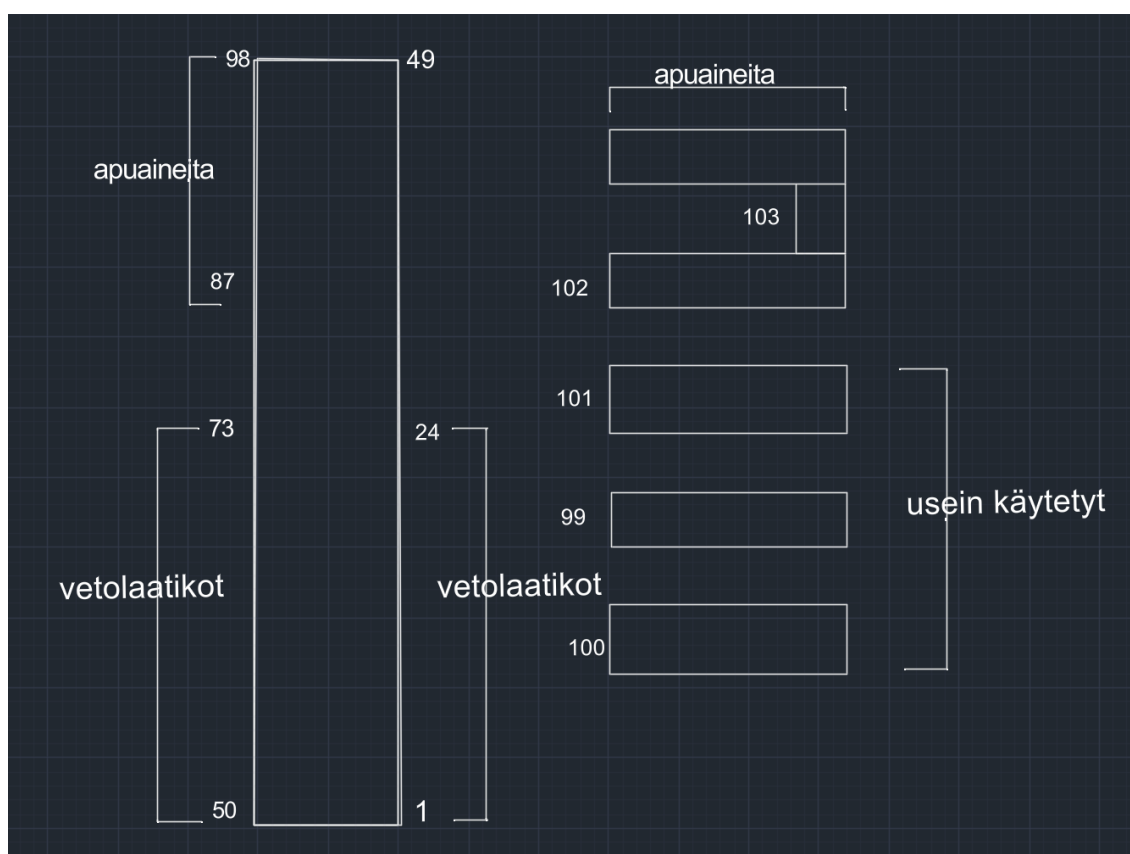 98
49
apuaineita
apuaineita
103
87
102
101
73
24
99
usein käytetyt
vetolaatikot
vetolaatikot
100
50
1